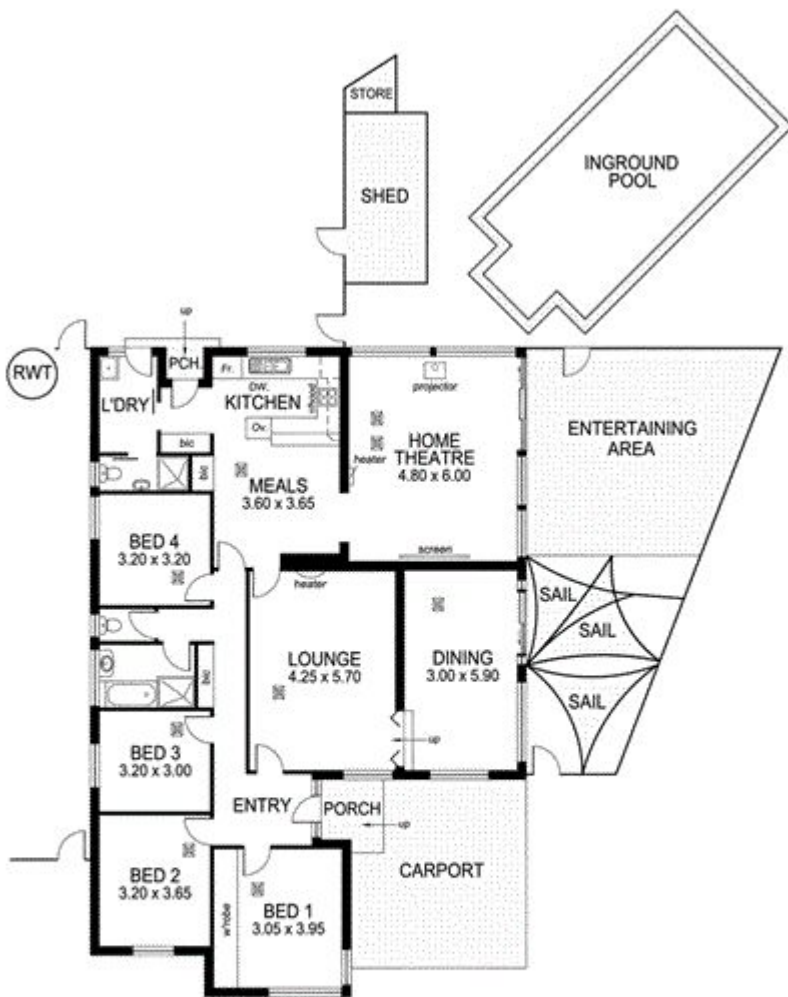 STORE
SHED
INGROUND
POOL
RWT
up
PCH.
L'DRY
Fr.
DW.
KITCHEN
Ov.
blc
blc
MEALS
3.60 x 3.65
projector
HOME
THEATRE
4.80 x 6.00
heater
screen
ENTERTAINING
AREA
BED 4
3.20 x 3.20
heater
LOUNGE
4.25 x 5.70
DINING
3.00 x 5.90
SAIL
SAIL
SAIL
blc
BED 3
3.20 x 3.00
up
ENTRY
PORCH
up
CARPORT
BED 2
3.20 x 3.65
w'robe
BED 1
3.05 x 3.95